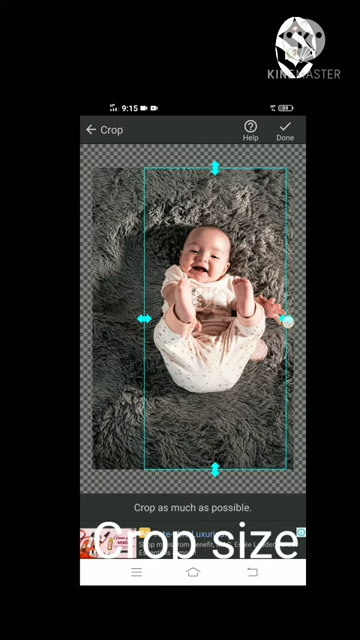 KINEMASTER
9:15
Crop
Help
Done
Crop as much as possible.
Crop size